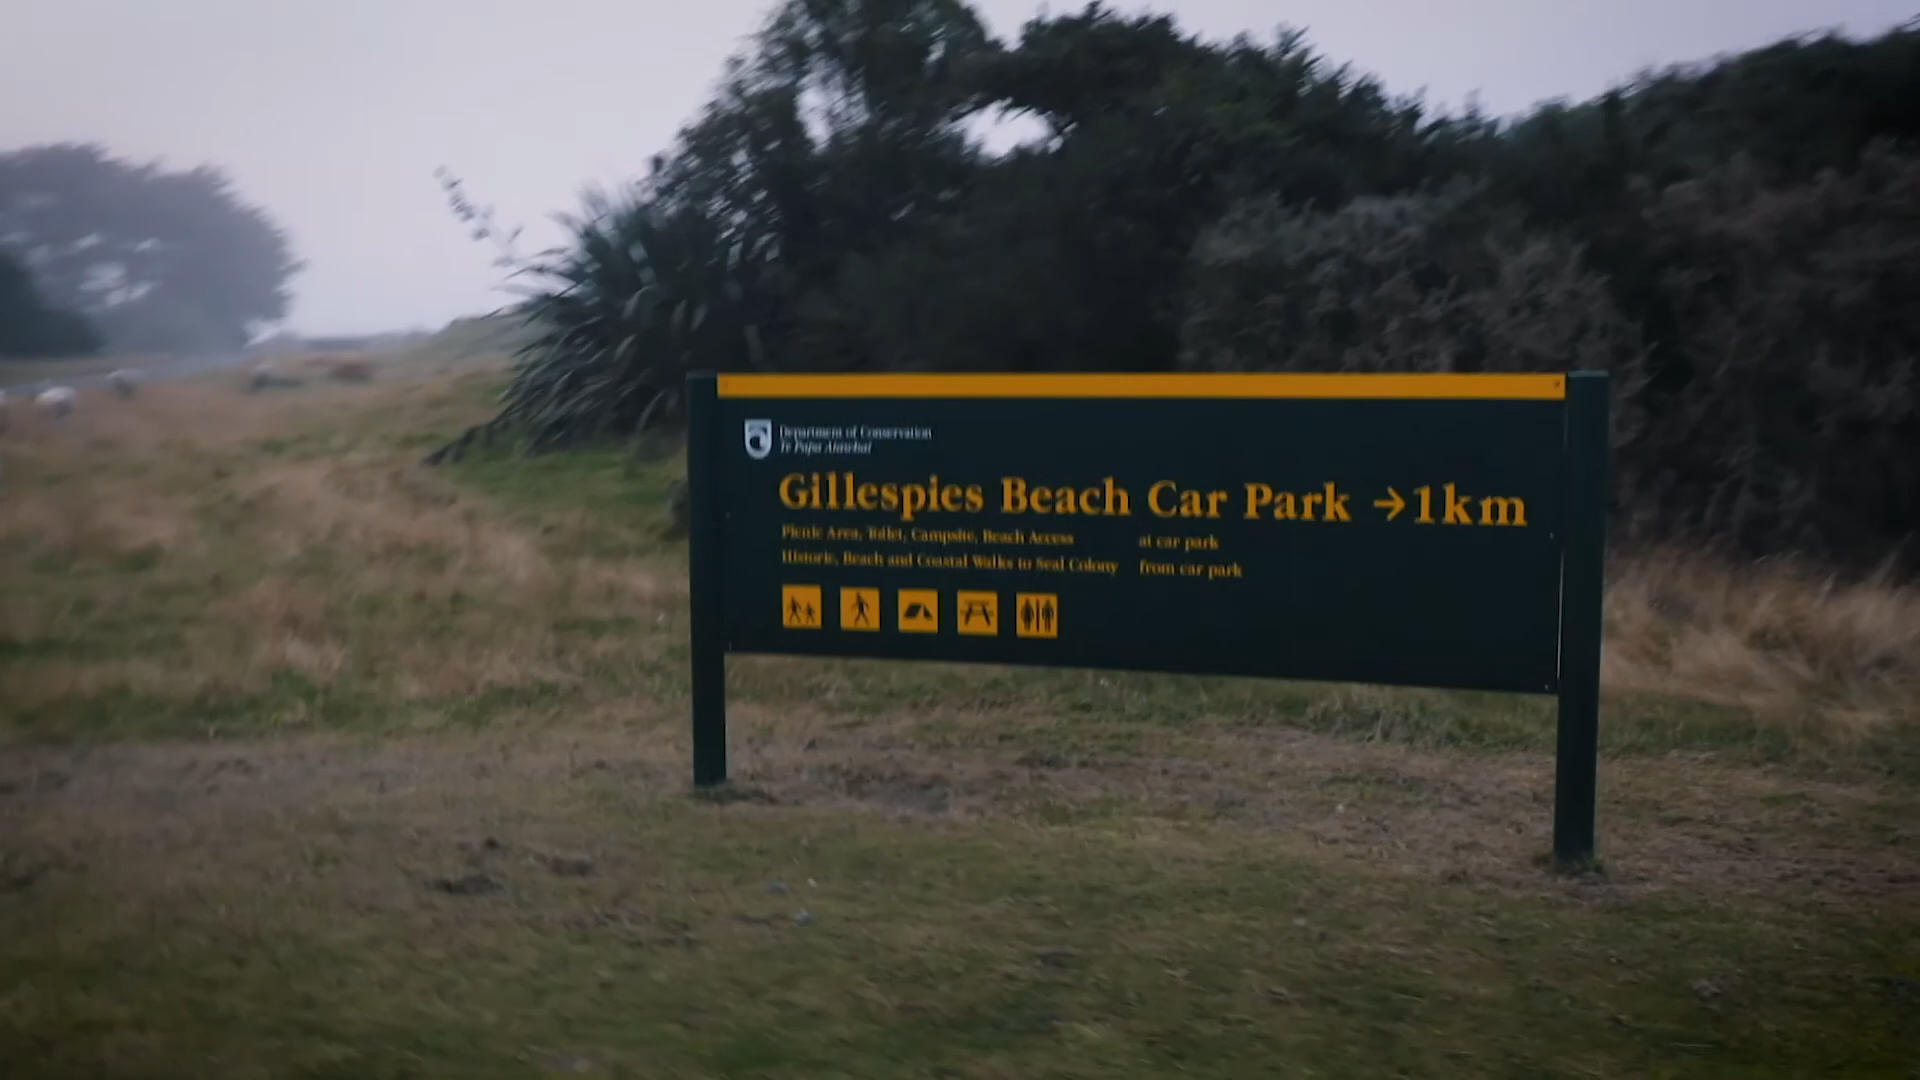 Department of Conservation
Te Papa Atawhai
Gillespies Beach Car Park →1km
Picnic Area, Toilet, Campsite, Beach Access at car park
Historic, Beach and Coastal Walks to Seal Colony from car park